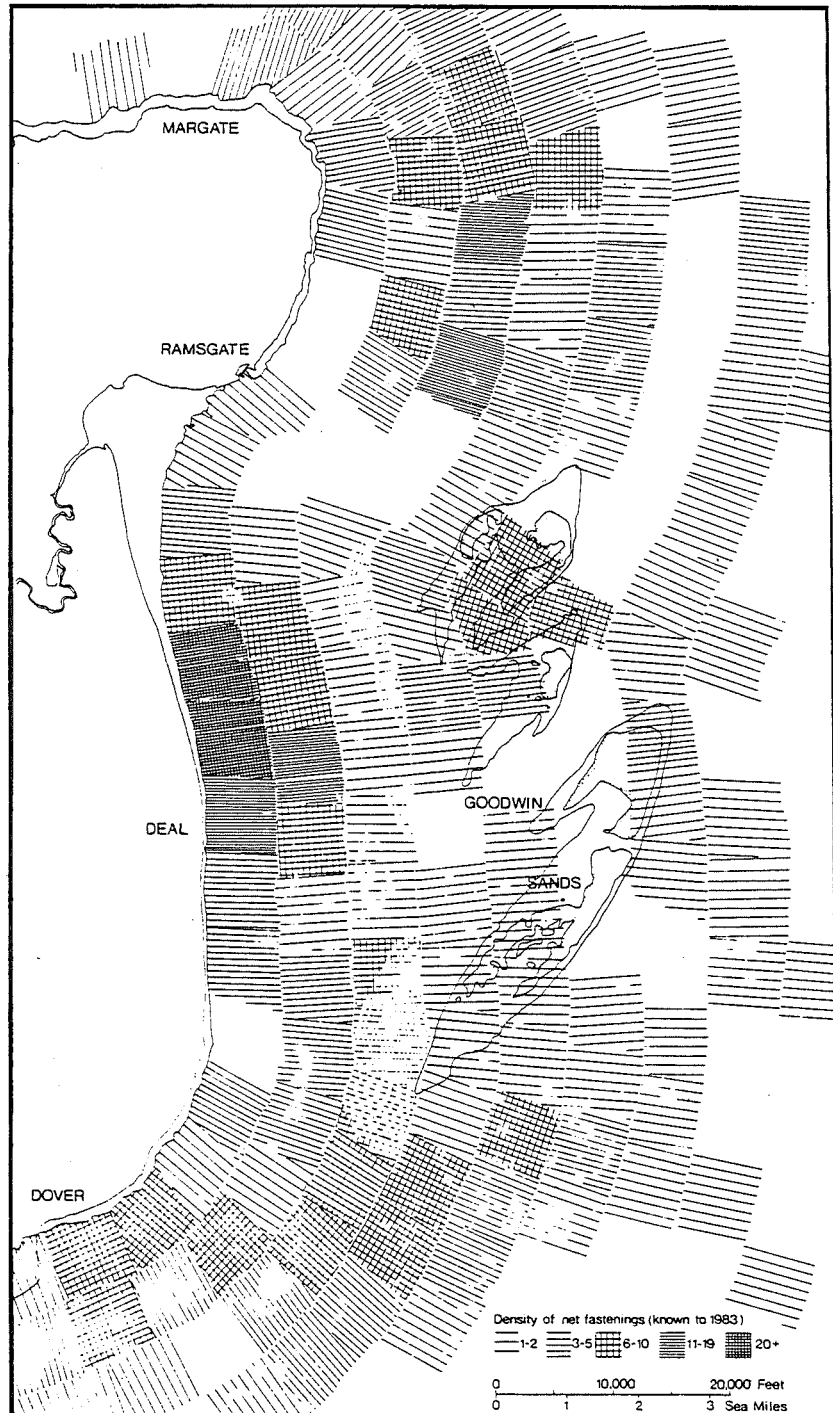 MARGATE
RAMSGATE
GOODWIN
DEAL
SANDS
DOVER
Density of net fastenings (known to 1983)
1-2 3-5 6-10 11-19 20+
0 10,000 20,000 Feet
0 1 2 3 Sea Miles